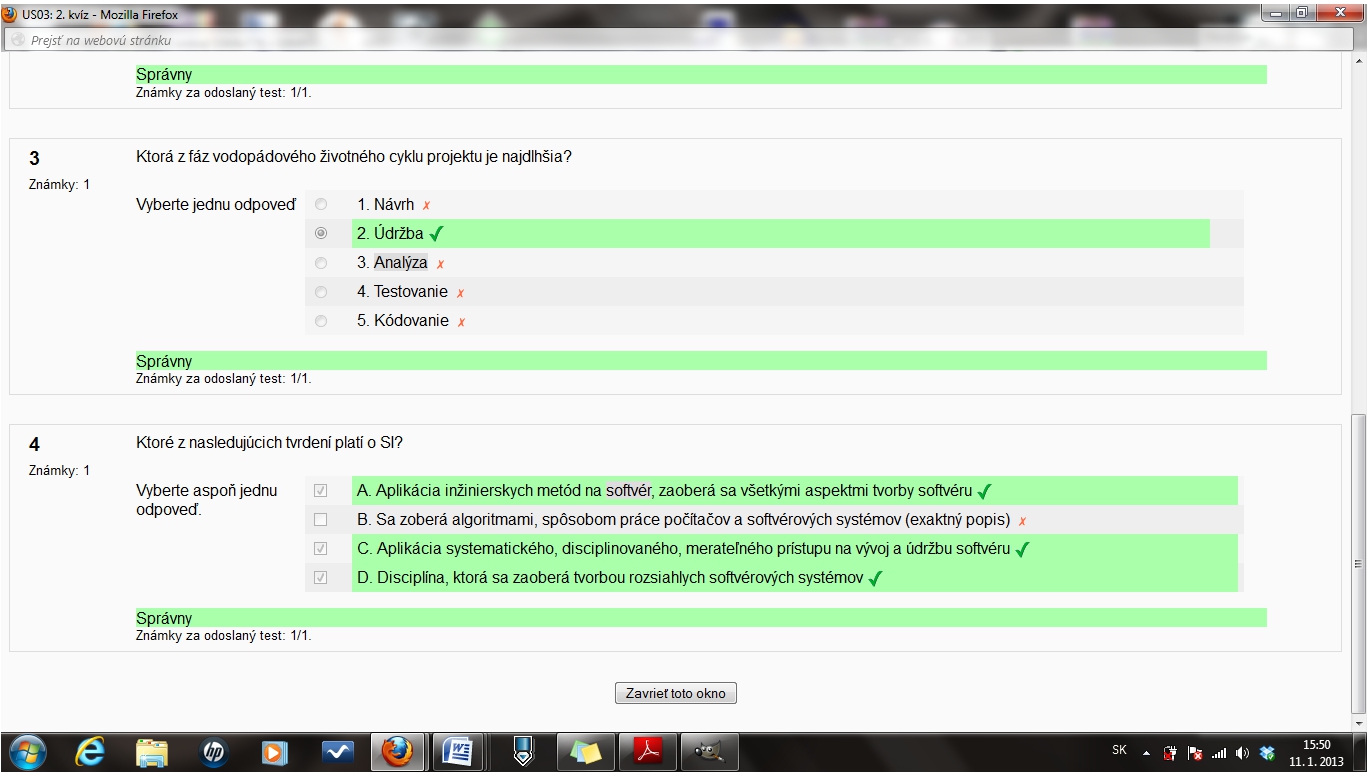 US03: 2. kvíz - Mozilla Firefox
Prejsť na webovú stránku
Správny
Známky za odoslaný test: 1/1.
3
Známky: 1
Ktorá z fáz vodopádového životného cyklu projektu je najdlhšia?
Vyberte jednu odpoveď
1. Návrh ✗
2. Údržba ✓
3. Analýza ✗
4. Testovanie ✗
5. Kódovanie ✗
Správny
Známky za odoslaný test: 1/1.
4
Známky: 1
Ktoré z nasledujúcich tvrdení platí o SI?
Vyberte aspoň jednu odpoveď.
A. Aplikácia inžinierskych metód na softvér, zaoberá sa všetkými aspektmi tvorby softvéru ✓
B. Sa zoberá algoritmami, spôsobom práce počítačov a softvérových systémov (exaktný popis) ✗
C. Aplikácia systematického, disciplinovaného, merateľného prístupu na vývoj a údržbu softvéru ✓
D. Disciplína, ktorá sa zaoberá tvorbou rozsiahlych softvérových systémov ✓
Správny
Známky za odoslaný test: 1/1.
Zavrieť toto okno
hp
SK
15:50
11. 1. 2013